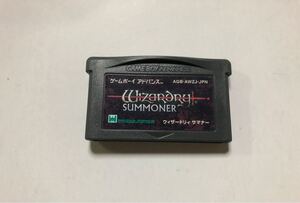 GAME BOY ADVANCE
ゲームボーイ アドバンス
AGB-AWZJ-JPN
Wizardry
SUMMONER
ウィザードリィ サマナー